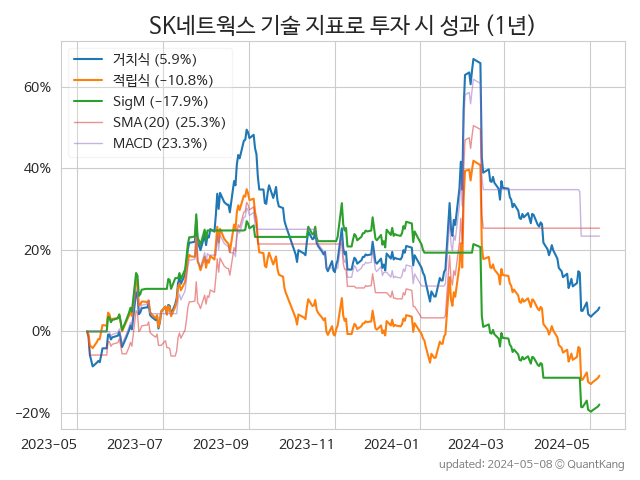 SK네트웍스 기술 지표로 투자 시 성과 (1년)
거치식 (5.9%)
적립식 (−10.8%)
SigM (−17.9%)
SMA(20) (25.3%)
MACD (23.3%)
60%
40%
20%
0%
−20%
2023-05 2023-07 2023-09 2023-11 2024-01 2024-03 2024-05
updated: 2024-05-08 © QuantKang